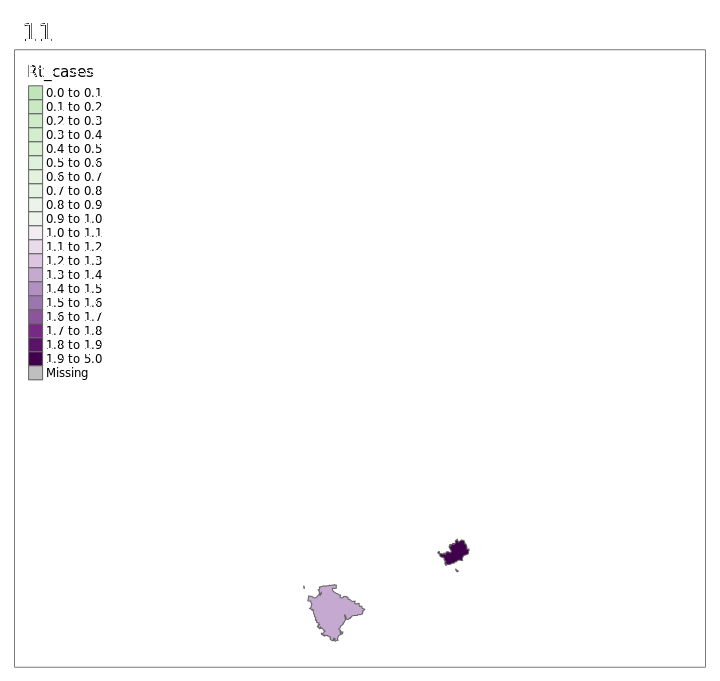 11
Rt_cases
0.0 to 0.1
0.1 to 0.2
0.2 to 0.3
0.3 to 0.4
0.4 to 0.5
0.5 to 0.6
0.6 to 0.7
0.7 to 0.8
0.8 to 0.9
0.9 to 1.0
1.0 to 1.1
1.1 to 1.2
1.2 to 1.3
1.3 to 1.4
1.4 to 1.5
1.5 to 1.6
1.6 to 1.7
1.7 to 1.8
1.8 to 1.9
1.9 to 5.0
Missing